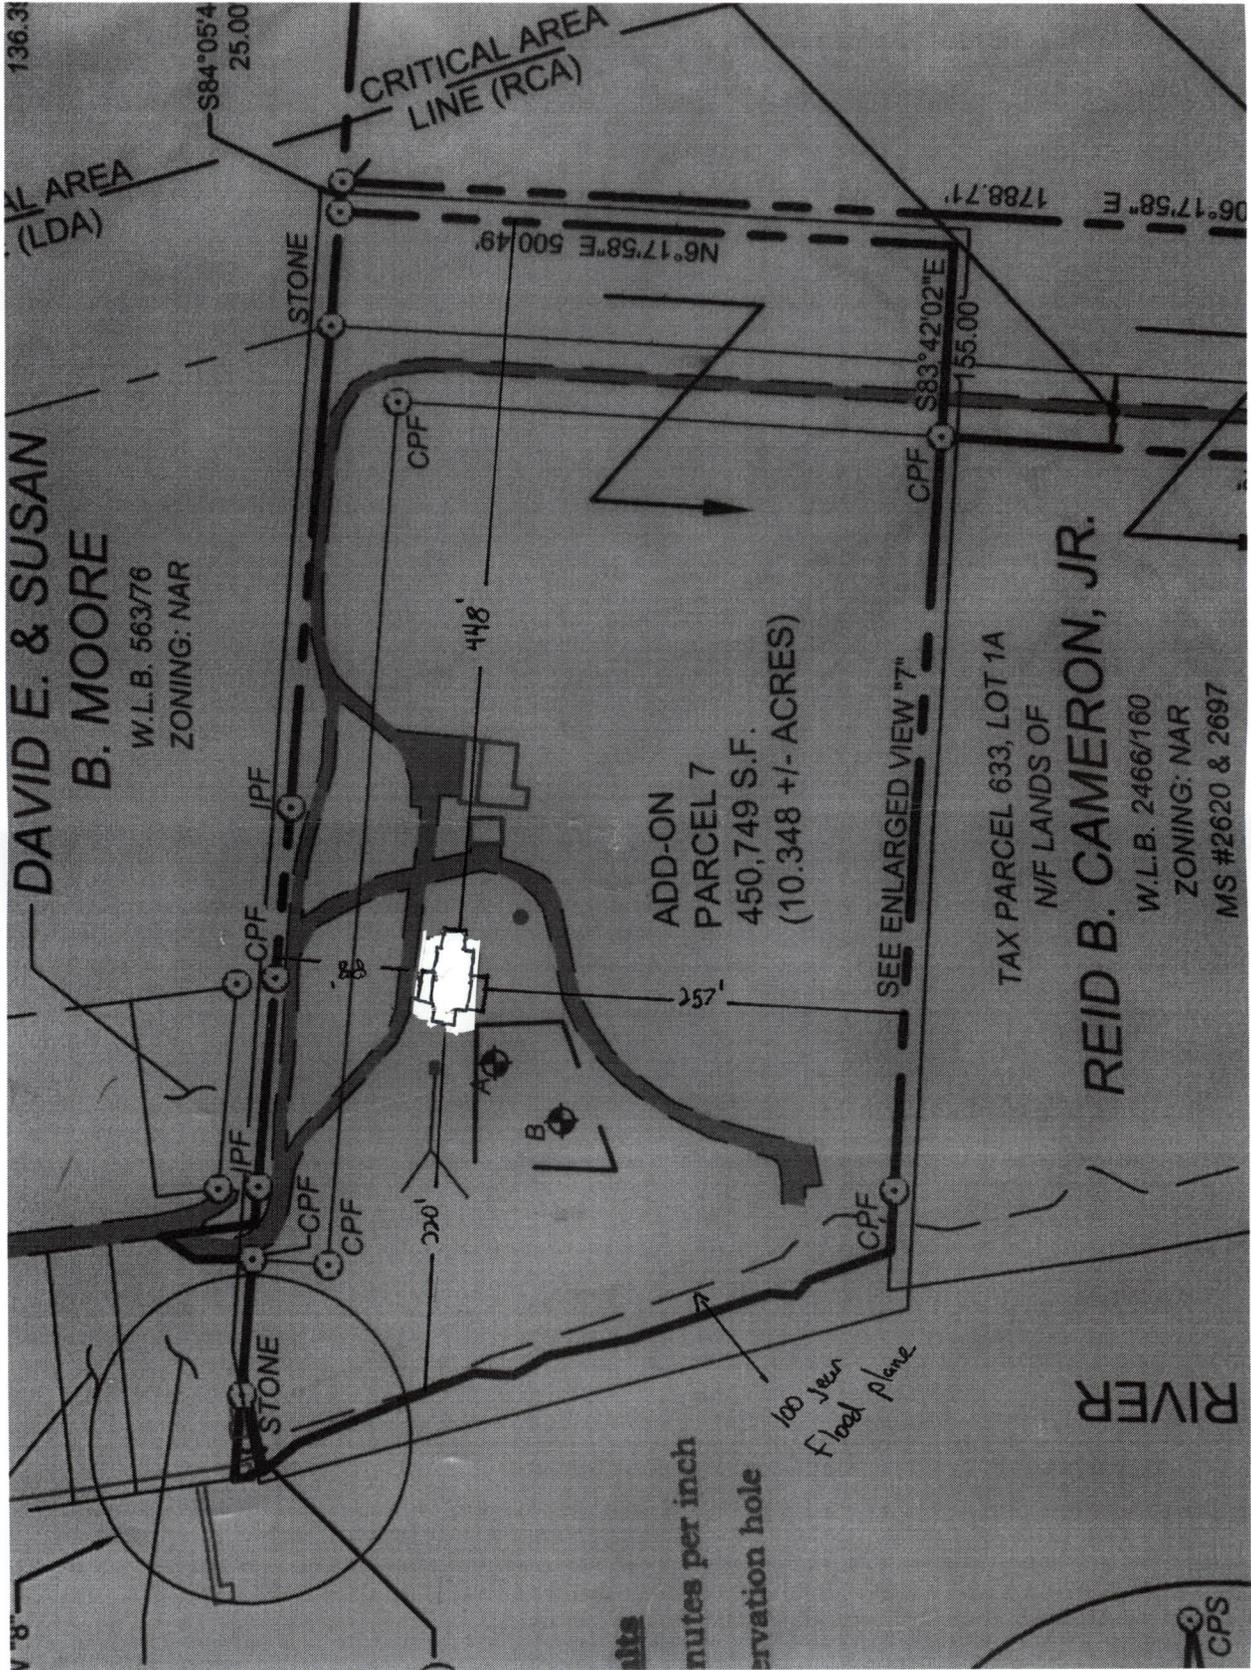 136.3
S84°05'4
25.00
CRITICAL AREA
LINE (RCA)
AL AREA
(LDA)
STONE
N6°17'58"E 500.49'
1788.71'
06°17'58" E
S83°42'02"E
155.00'
CPF
CPF
DAVID E. & SUSAN
B. MOORE
W.L.B. 563/76
ZONING: NAR
448'
IPF
CPF
88'
ADD-ON
PARCEL 7
450,749 S.F.
(10.348 +/- ACRES)
SEE ENLARGED VIEW "7"
TAX PARCEL 633, LOT 1A
N/F LANDS OF
REID B. CAMERON, JR.
W.L.B. 2466/160
ZONING: NAR
MS #2620 & 2697
257'
A
B
IPF
CPF
CPF
220'
CPF
STONE
100 year
Flood plane
RIVER
nutes per inch
ervation hole
"8"
CPS